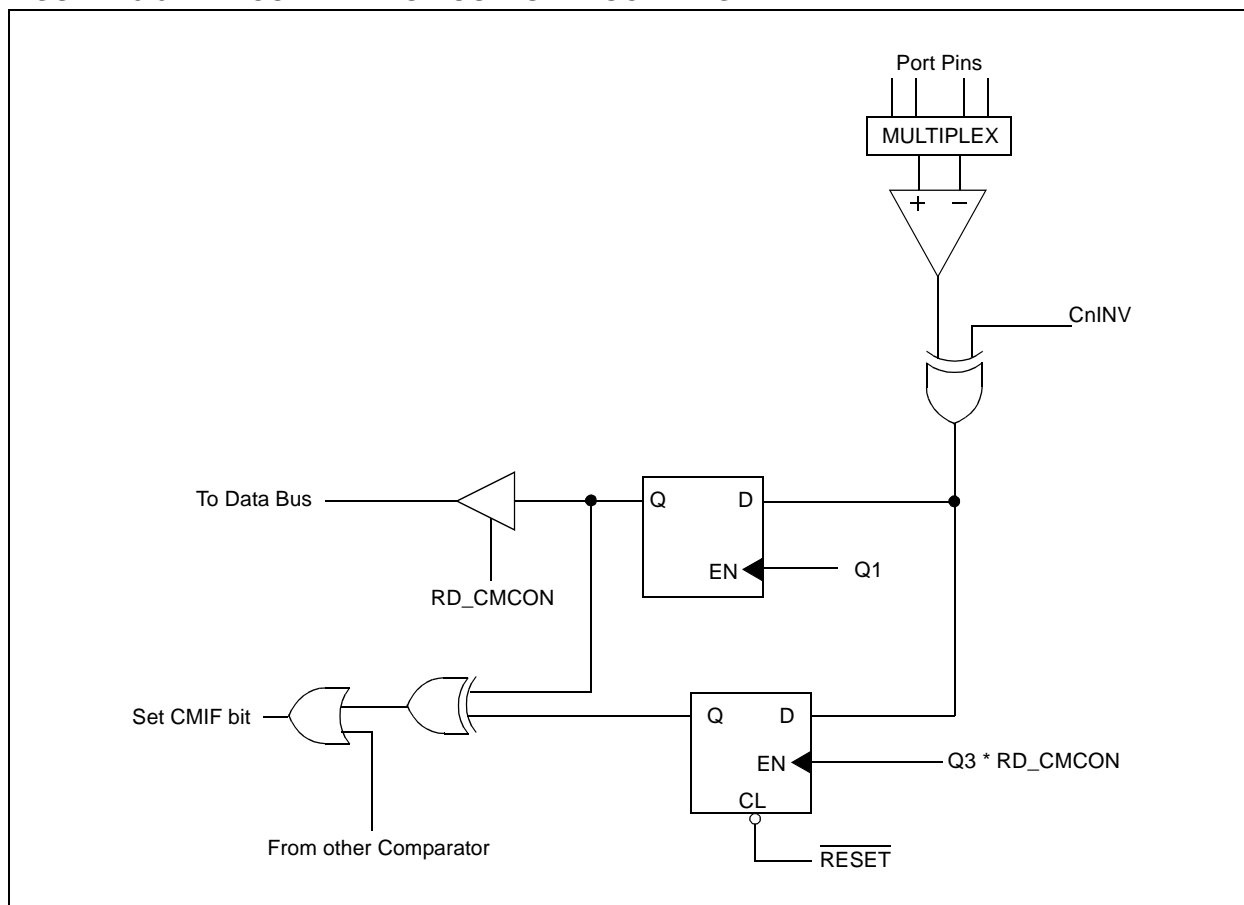 Port Pins
MULTIPLEX
+ −
CnINV
To Data Bus
Q D
EN
Q1
RD_CMCON
Set CMIF bit
Q D
EN
Q3 * RD_CMCON
CL
From other Comparator
RESET